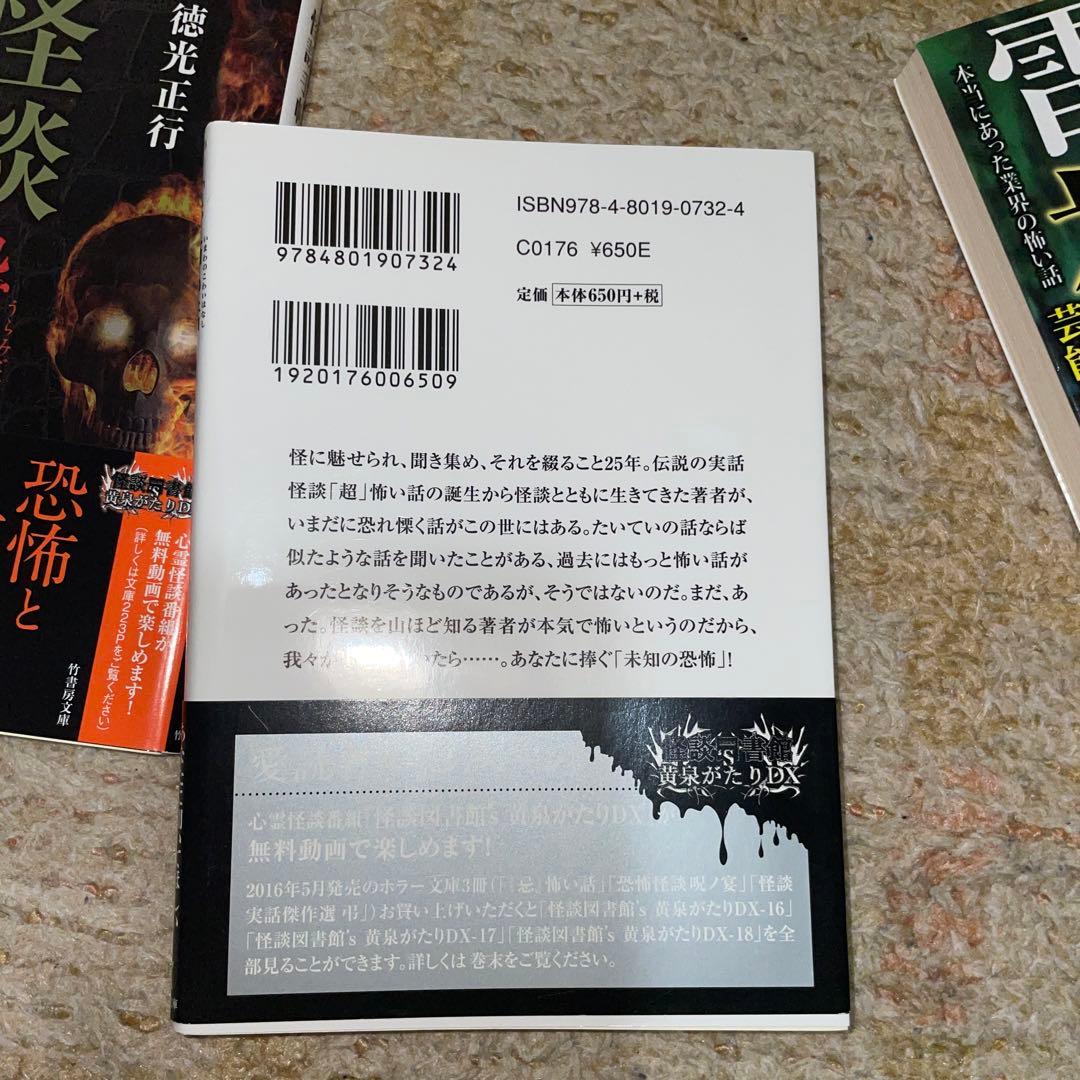 怪談
徳光正行
恐怖と
怪談図書館's
黄泉がたりDX
心霊怪談番組が
無料動画で楽しめます!
(詳しくは文庫223Pをご覧ください)
竹書房文庫
いまわのこわいはなし
ISBN978-4-8019-0732-4
9784801907324
C0176 ¥650E
定価 本体650円+税
1920176006509
怪に魅せられ、聞き集め、それを綴ること25年。伝説の実話
怪談「超」怖い話の誕生から怪談とともに生きてきた著者が、
いまだに恐れ慄く話がこの世にはある。たいていの話ならば
似たような話を聞いたことがある、過去にはもっと怖い話が
あったとなりそうなものであるが、そうではないのだ。まだ、あ
った。怪談を山ほど知る著者が本気で怖いというのだから、
我々が たら……。あなたに捧ぐ「未知の恐怖」!
怪談図書館's
黄泉がたりDX
心霊怪談番組「怪談図書館's 黄泉がたりDX」が
無料動画で楽しめます!
2016年5月発売のホラー文庫3冊(「「忌」怖い話」「恐怖怪談呪ノ宴」「怪談
実話傑作選 弔」)お買い上げいただくと「怪談図書館's 黄泉がたりDX-16」
「怪談図書館's 黄泉がたりDX-17」「怪談図書館's 黄泉がたりDX-18」を全
部見ることができます。詳しくは巻末をご覧ください。
本当にあった業界の怖い話